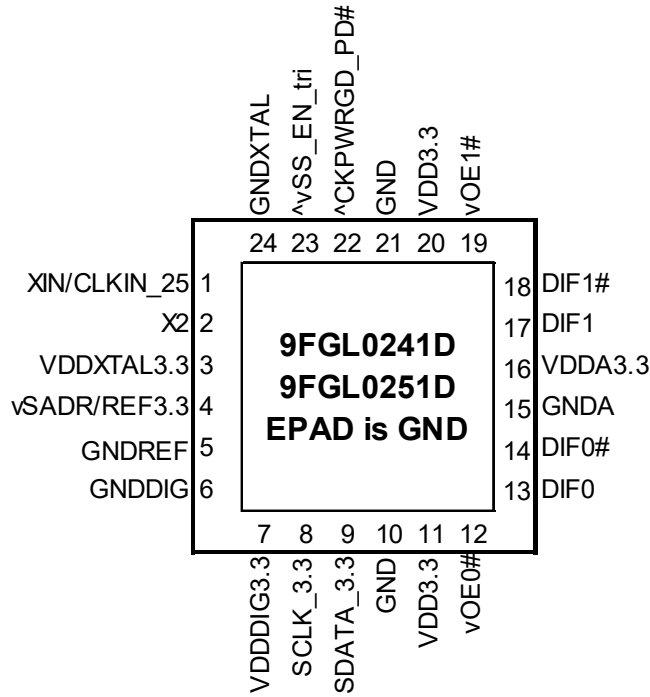 GNDXTAL
^vSS_EN_tri
^CKPWRGD_PD#
GND
VDD3.3
vOE1#
24 23 22 21 20 19
XIN/CLKIN_25 1
X2 2
VDDXTAL3.3 3
vSADR/REF3.3 4
GNDREF 5
GNDDIG 6
9FGL0241D
9FGL0251D
EPAD is GND
18 DIF1#
17 DIF1
16 VDDA3.3
15 GNDA
14 DIF0#
13 DIF0
7 8 9 10 11 12
VDDDIG3.3
SCLK_3.3
SDATA_3.3
GND
VDD3.3
vOE0#